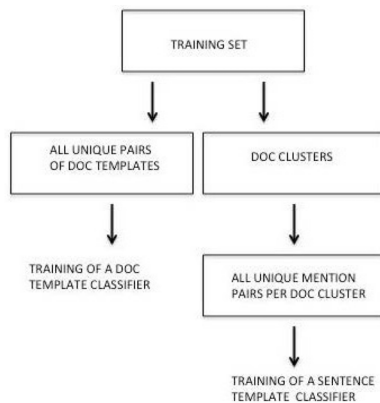 TRAINING SET
ALL UNIQUE PAIRS
OF DOC TEMPLATES
DOC CLUSTERS
TRAINING OF A DOC
TEMPLATE CLASSIFIER
ALL UNIQUE MENTION
PAIRS PER DOC CLUSTER
TRAINING OF A SENTENCE
TEMPLATE CLASSIFIER